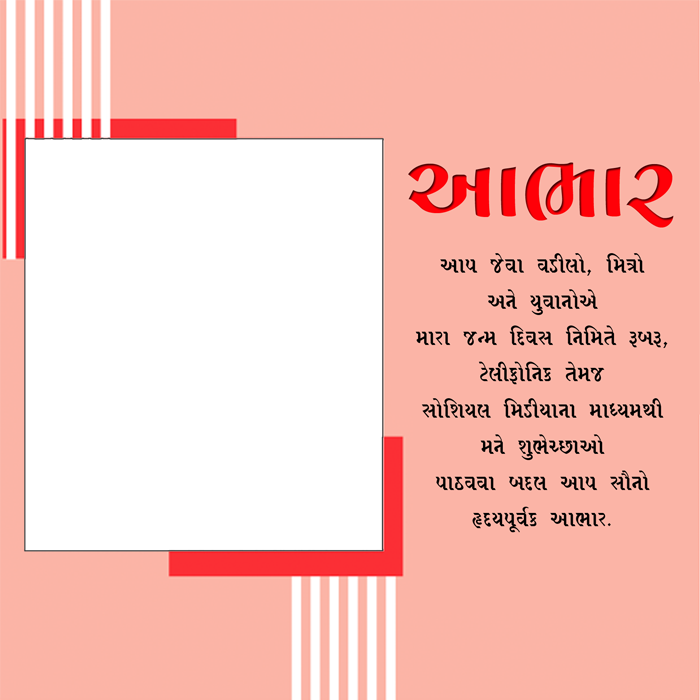 આભાર
આપ જેવા વડીલો, મિત્રો
અને યુવાનોએ
મારા જન્મ દિવસ નિમિતે રૂબરૂ,
ટેલીફોનિક તેમજ
સોશિયલ મિડીયાના માધ્યમથી
મને શુભેચ્છાઓ
પાઠવવા બદલ આપ સૌનો
હૃદયપૂર્વક આભાર.